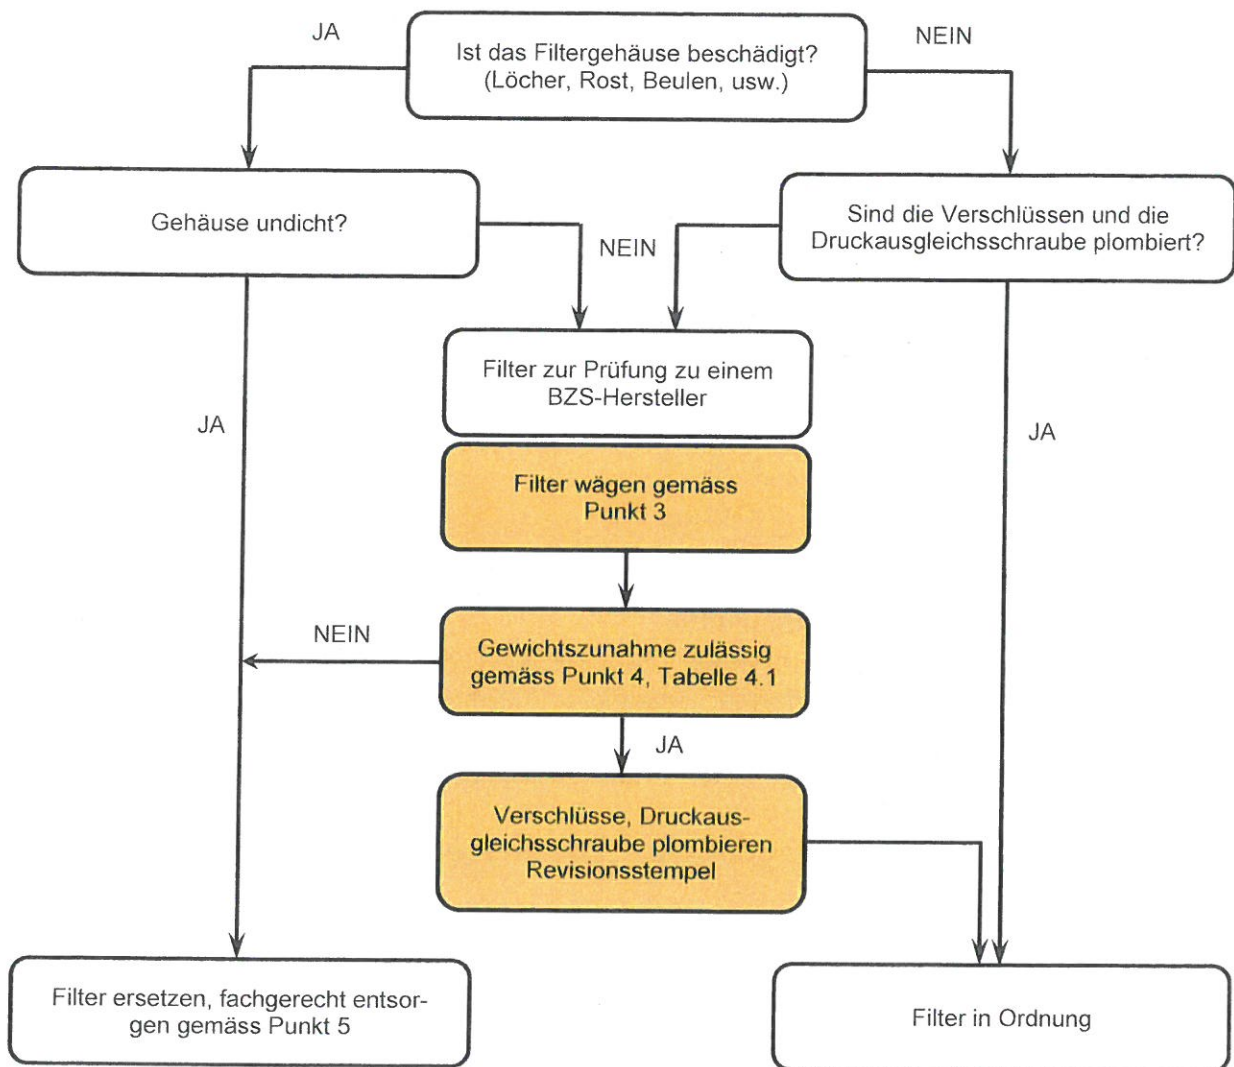 JA
Ist das Filtergehäuse beschädigt?
(Löcher, Rost, Beulen, usw.)
NEIN
Gehäuse undicht?
Sind die Verschlüssen und die
Druckausgleichsschraube plombiert?
NEIN
Filter zur Prüfung zu einem
BZS-Hersteller
JA
JA
Filter wägen gemäss
Punkt 3
NEIN
Gewichtszunahme zulässig
gemäss Punkt 4, Tabelle 4.1
JA
Verschlüsse, Druckaus-
gleichsschraube plombieren
Revisionsstempel
Filter ersetzen, fachgerecht entsor-
gen gemäss Punkt 5
Filter in Ordnung